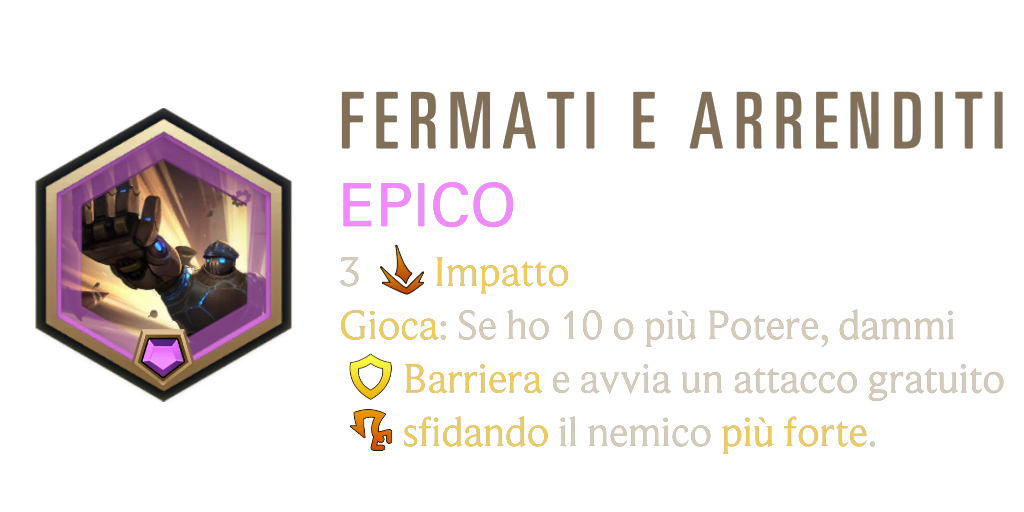 FERMATI E ARRENDITI
EPICO
3 Impatto
Gioca: Se ho 10 o più Potere, dammi
Barriera e avvia un attacco gratuito
sfidando il nemico più forte.